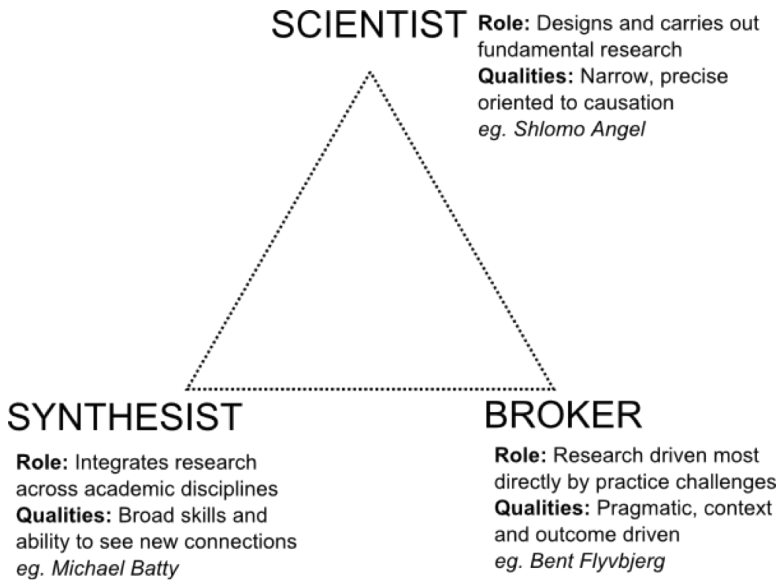 SCIENTIST
Role: Designs and carries out
fundamental research
Qualities: Narrow, precise
oriented to causation
eg. Shlomo Angel
SYNTHESIST
Role: Integrates research
across academic disciplines
Qualities: Broad skills and
ability to see new connections
eg. Michael Batty
BROKER
Role: Research driven most
directly by practice challenges
Qualities: Pragmatic, context
and outcome driven
eg. Bent Flyvbjerg